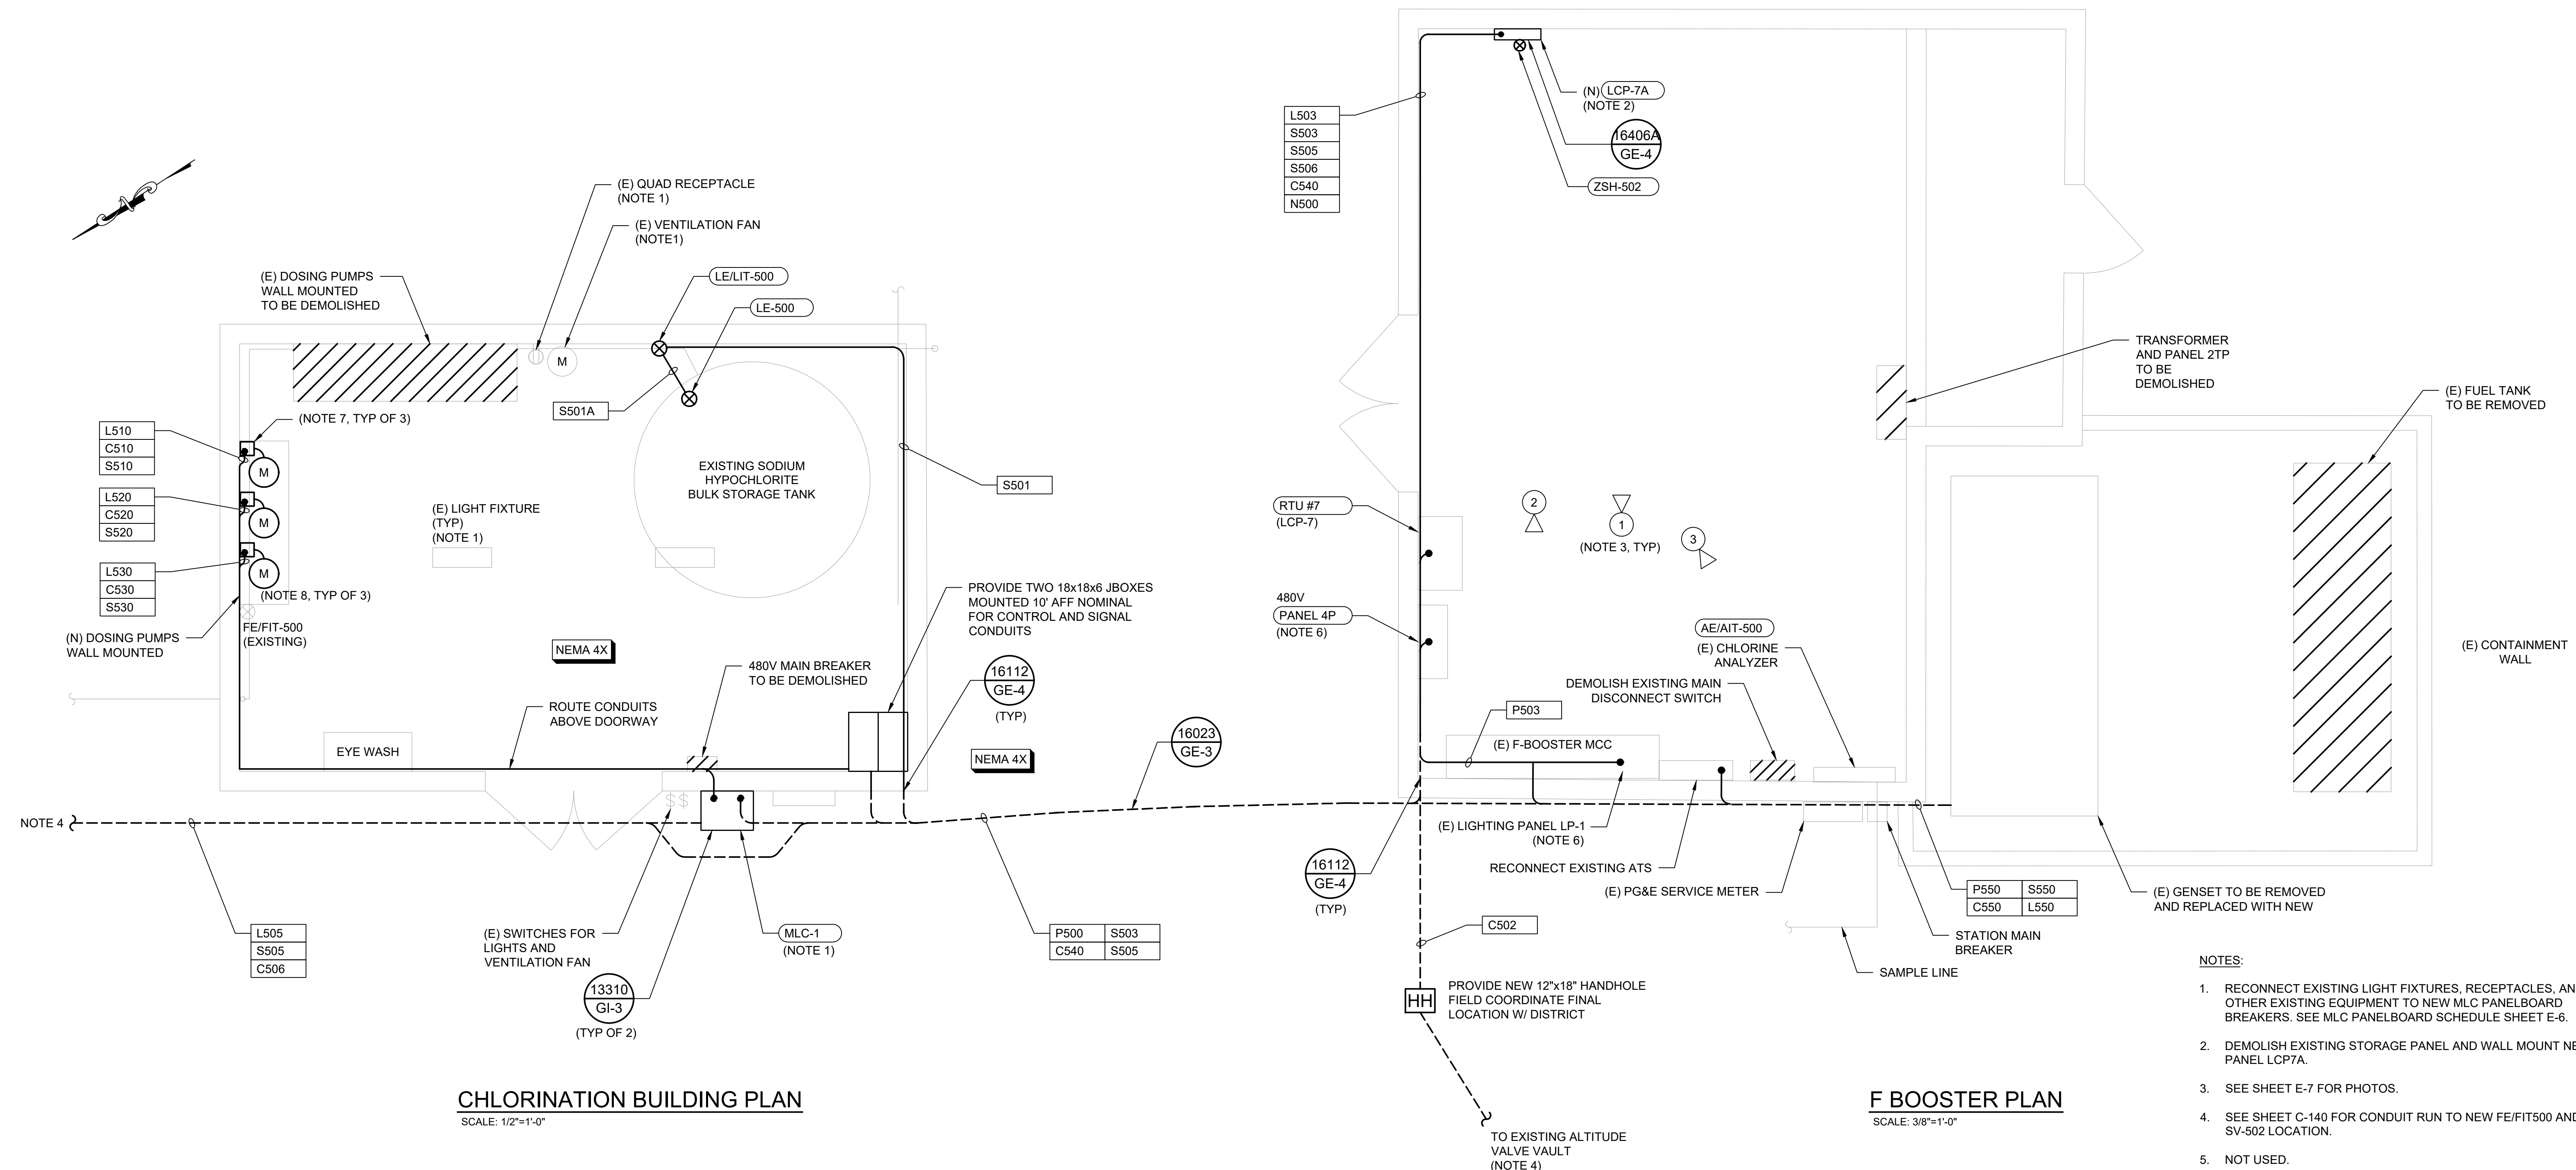 (E) QUAD RECEPTACLE
(NOTE 1)
(E) VENTILATION FAN
(NOTE1)
(E) DOSING PUMPS
WALL MOUNTED
TO BE DEMOLISHED
LE/LIT-500
LE-500
M
S501A
(NOTE 7, TYP OF 3)
L510
C510
S510
M
L520
C520
S520
M
L530
C530
S530
M
(NOTE 8, TYP OF 3)
FE/FIT-500
(EXISTING)
(N) DOSING PUMPS
WALL MOUNTED
(E) LIGHT FIXTURE
(TYP)
(NOTE 1)
EXISTING SODIUM
HYPOCHLORITE
BULK STORAGE TANK
S501
PROVIDE TWO 18x18x6 JBOXES
MOUNTED 10' AFF NOMINAL
FOR CONTROL AND SIGNAL
CONDUITS
NEMA 4X
480V MAIN BREAKER
TO BE DEMOLISHED
16112
GE-4
(TYP)
ROUTE CONDUITS
ABOVE DOORWAY
EYE WASH
NEMA 4X
16023
GE-3
$$
NOTE 4
L505
S505
C506
(E) SWITCHES FOR
LIGHTS AND
VENTILATION FAN
MLC-1
(NOTE 1)
13310
GI-3
(TYP OF 2)
P500 S503
C540 S505
CHLORINATION BUILDING PLAN
SCALE: 1/2"=1'-0"
L503
S503
S505
S506
C540
N500
(N) LCP-7A
(NOTE 2)
16406A
GE-4
ZSH-502
TRANSFORMER
AND PANEL 2TP
TO BE
DEMOLISHED
(E) FUEL TANK
TO BE REMOVED
RTU #7
(LCP-7)
2
1
3
(NOTE 3, TYP)
480V
PANEL 4P
(NOTE 6)
AE/AIT-500
(E) CHLORINE
ANALYZER
DEMOLISH EXISTING MAIN
DISCONNECT SWITCH
P503
(E) F-BOOSTER MCC
(E) CONTAINMENT
WALL
(E) LIGHTING PANEL LP-1
(NOTE 6)
RECONNECT EXISTING ATS
(E) PG&E SERVICE METER
16112
GE-4
(TYP)
C502
P550 S550
C550 L550
(E) GENSET TO BE REMOVED
AND REPLACED WITH NEW
STATION MAIN
BREAKER
SAMPLE LINE
HH
PROVIDE NEW 12"x18" HANDHOLE
FIELD COORDINATE FINAL
LOCATION W/ DISTRICT
TO EXISTING ALTITUDE
VALVE VAULT
(NOTE 4)
F BOOSTER PLAN
SCALE: 3/8"=1'-0"
NOTES:
1. RECONNECT EXISTING LIGHT FIXTURES, RECEPTACLES, AN
OTHER EXISTING EQUIPMENT TO NEW MLC PANELBOARD
BREAKERS. SEE MLC PANELBOARD SCHEDULE SHEET E-6.
2. DEMOLISH EXISTING STORAGE PANEL AND WALL MOUNT NE
PANEL LCP7A.
3. SEE SHEET E-7 FOR PHOTOS.
4. SEE SHEET C-140 FOR CONDUIT RUN TO NEW FE/FIT500 AND
SV-502 LOCATION.
5. NOT USED.